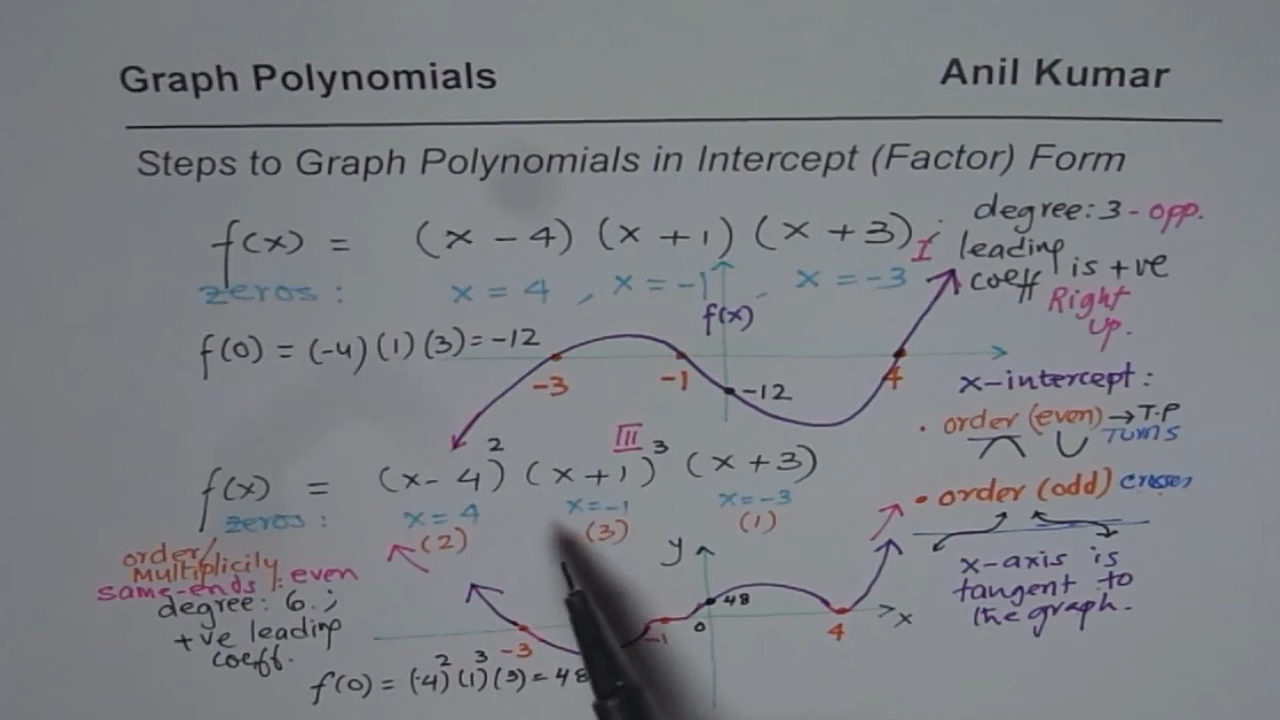 Graph Polynomials
Anil Kumar
Steps to Graph Polynomials in Intercept (Factor) Form
f(x) = (x - 4) (x + 1) (x + 3) ;
I
degree: 3 - opp.
leading
coeff is +ve
Right
up.
zeros: x = 4 , x = -1 , x = -3
f(0) = (-4) (1) (3) = -12
f(x)
-3
-1
-12
4
x-intercept:
. order (even) → T.P
Turns
. order (odd) crosses
x-axis is
tangent to
the graph.
III
f(x) = (x - 4)² (x + 1)³ (x + 3)
zeros: x = 4 x = -1 x = -3
order/
Multiplicity
(2) (3) (1)
same-ends: even
degree: 6.;
+ve leading
coeff.
y
48
0
x
-3
-1
4
f(0) = (-4)² (1)³ (3) = 48